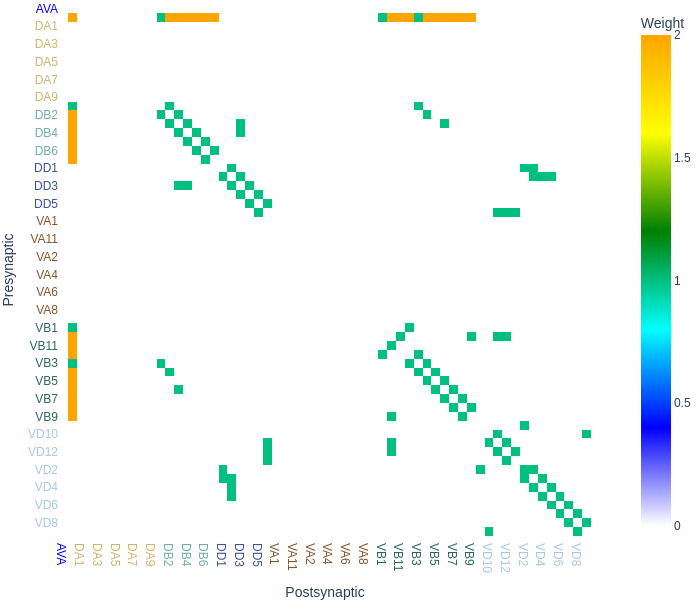 Weight
AVA
DA1
DA3
DA5
DA7
DA9
DB2
DB4
DB6
DD1
DD3
DD5
VA1
VA11
VA2
VA4
VA6
VA8
VB1
VB11
VB3
VB5
VB7
VB9
VD10
VD12
VD2
VD4
VD6
VD8
Presynaptic
2
1.5
1
0.5
0
AVA DA1 DA3 DA5 DA7 DA9 DB2 DB4 DB6 DD1 DD3 DD5 VA1 VA11 VA2 VA4 VA6 VA8 VB1 VB11 VB3 VB5 VB7 VB9 VD10 VD12 VD2 VD4 VD6 VD8
Postsynaptic